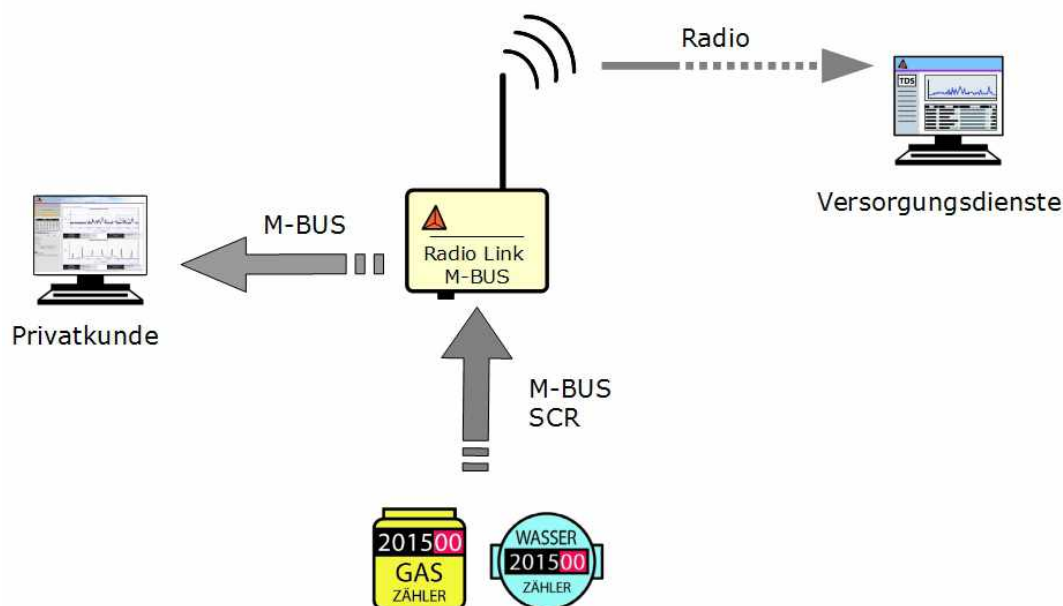 Radio
TDS
Versorgungsdienste
M-BUS
Radio Link
M-BUS
Privatkunde
M-BUS
SCR
201500
GAS
ZÄHLER
WASSER
201500
ZÄHLER